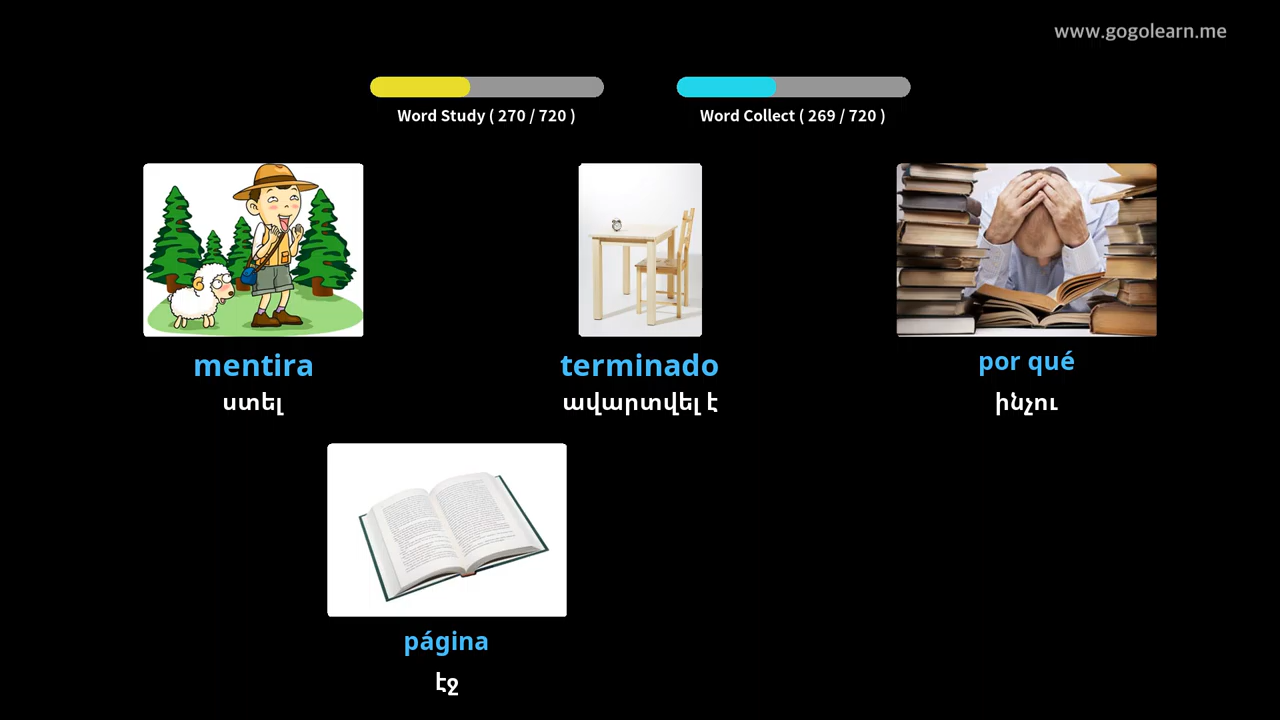 www.gogolearn.me
Word Study ( 270 / 720 )
Word Collect ( 269 / 720 )
mentira
ստել
terminado
ավարտվել է
por qué
ինչու
página
էջ